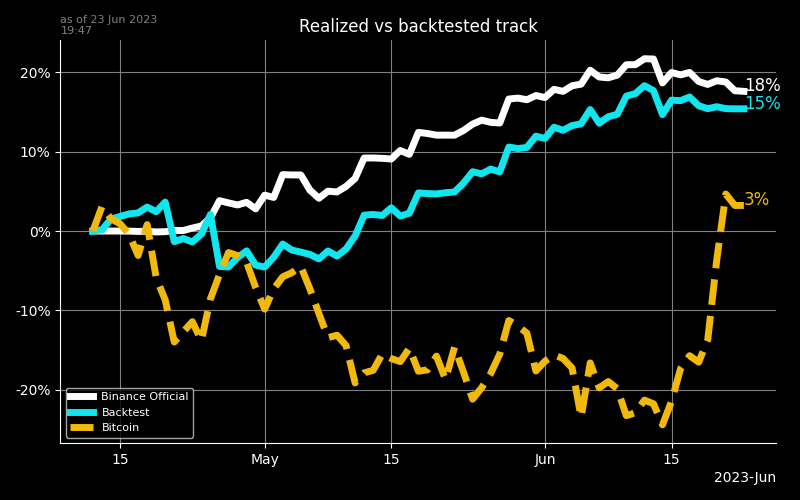 as of 23 Jun 2023
19:47
Realized vs backtested track
20%
10%
0%
-10%
-20%
18%
15%
3%
Binance Official
Backtest
Bitcoin
15
May
15
Jun
15
2023-Jun